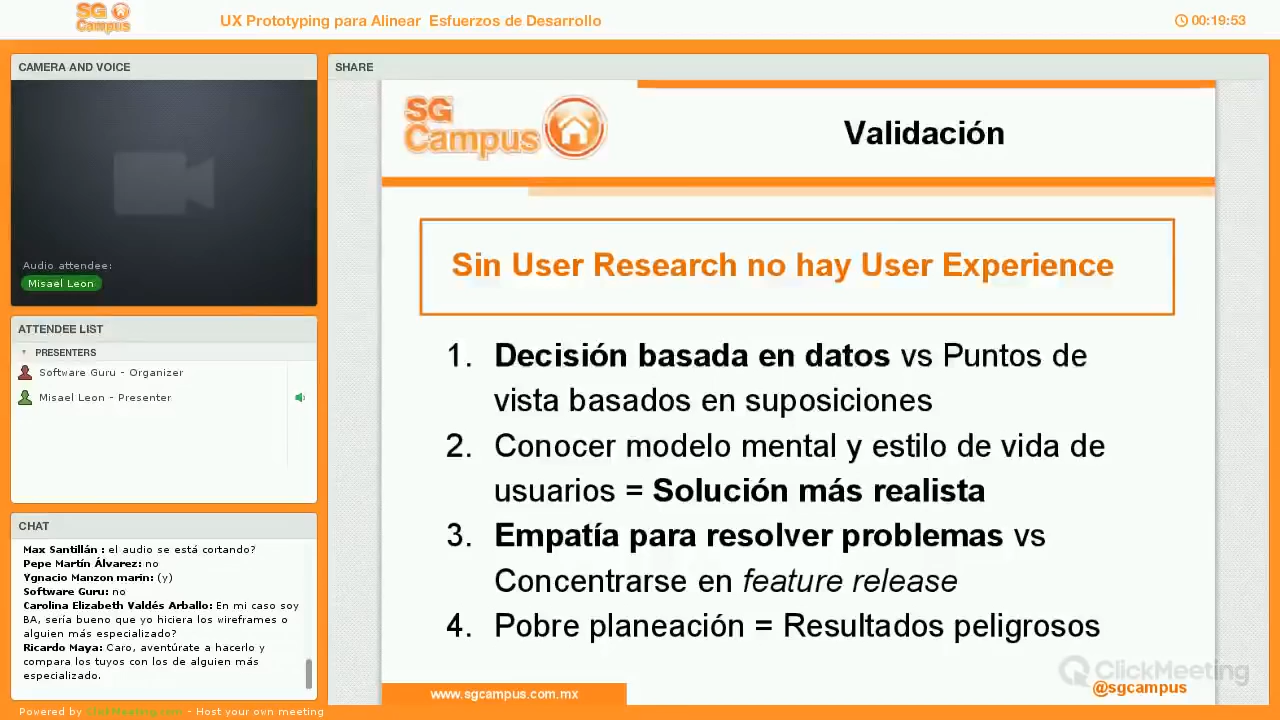 SG
Campus
UX Prototyping para Alinear Esfuerzos de Desarrollo
00:19:53
CAMERA AND VOICE
Audio attendee:
Misael Leon
ATTENDEE LIST
PRESENTERS
Software Guru - Organizer
Misael Leon - Presenter
CHAT
Max Santillán : el audio se está cortando?
Pepe Martín Álvarez: no
Ygnacio Manzon marin: (y)
Software Guru: no
Carolina Elizabeth Valdés Arballo: En mi caso soy
BA, sería bueno que yo hiciera los wireframes o
alguien más especializado?
Ricardo Maya: Caro, aventúrate a hacerlo y
compara los tuyos con los de alguien más
especializado.
Powered by ClickMeeting.com - Host your own meeting
SHARE
SG
Campus
Validación
Sin User Research no hay User Experience
1. Decisión basada en datos vs Puntos de
vista basados en suposiciones
2. Conocer modelo mental y estilo de vida de
usuarios = Solución más realista
3. Empatía para resolver problemas vs
Concentrarse en feature release
4. Pobre planeación = Resultados peligrosos
www.sgcampus.com.mx
ClickMeeting
@sgcampus